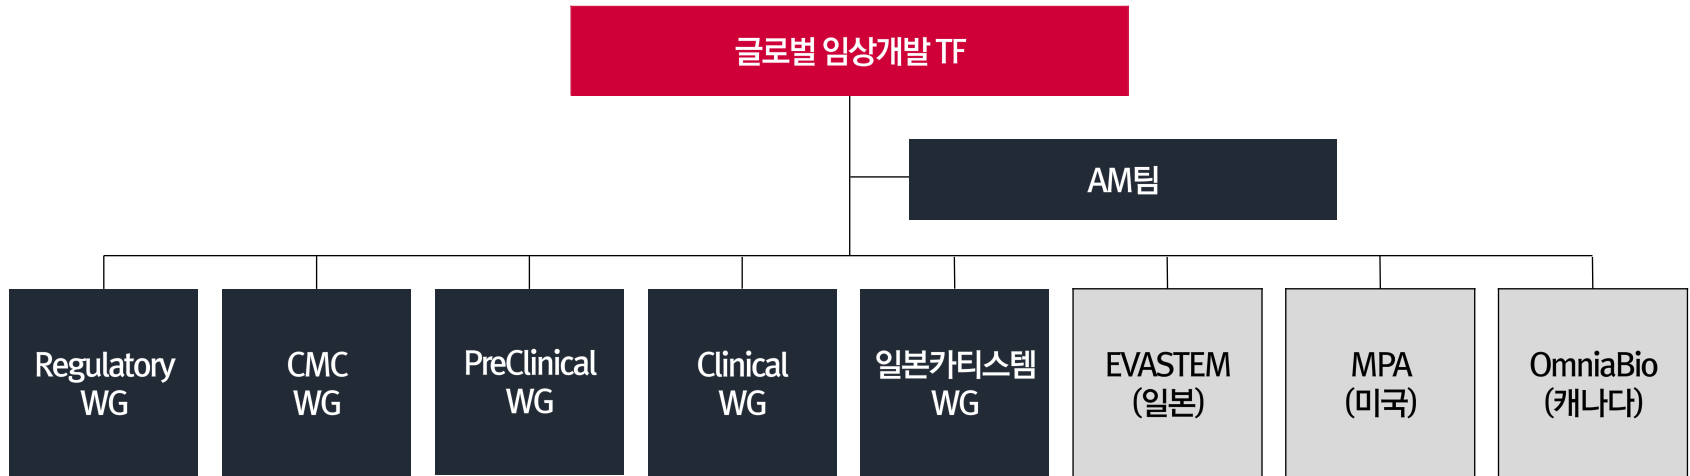 글로벌 임상개발 TF
AM팀
Regulatory
WG
CMC
WG
PreClinical
WG
Clinical
WG
일본카티스템
WG
EVASTEM
(일본)
MPA
(미국)
OmniaBio
(캐나다)